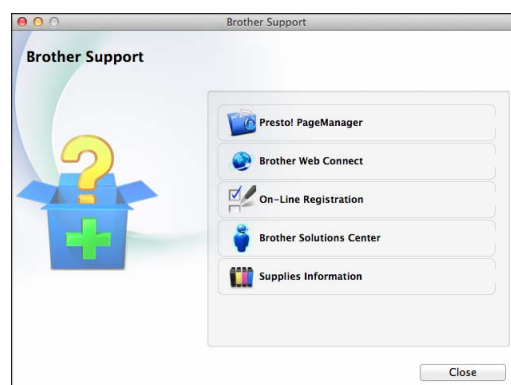 Brother Support
Brother Support
Presto! PageManager
Brother Web Connect
On-Line Registration
Brother Solutions Center
Supplies Information
Close